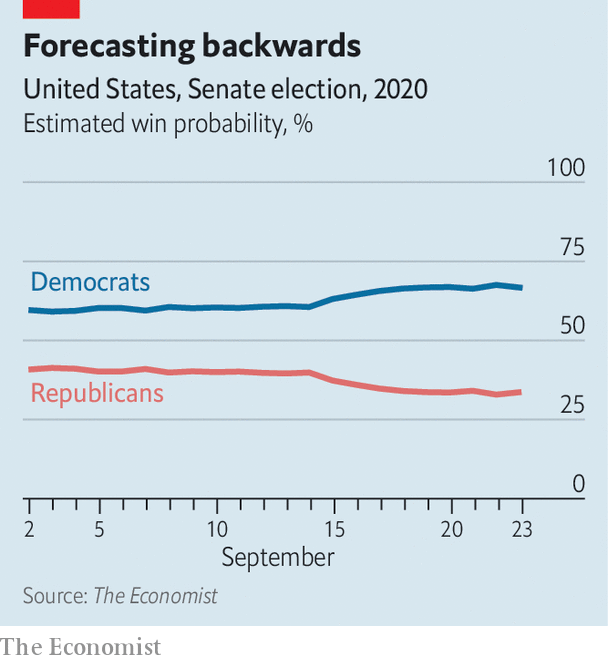 Forecasting backwards
United States, Senate election, 2020
Estimated win probability, %
100
75
Democrats
50
Republicans
25
0
2 5 10 15 20 23
September
Source: The Economist
The Economist